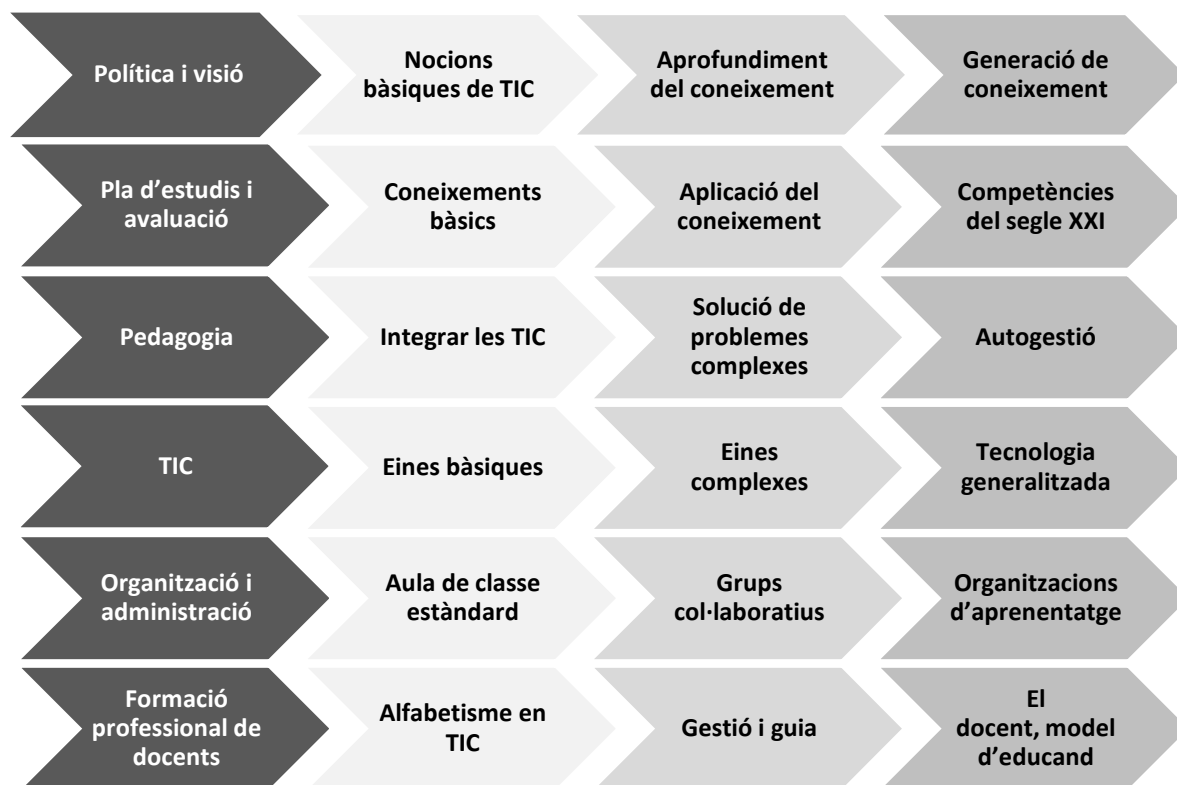 Política i visió
Nocions
bàsiques de TIC
Aprofundiment
del coneixement
Generació de
coneixement
Pla d’estudis i
avaluació
Coneixements
bàsics
Aplicació del
coneixement
Competències
del segle XXI
Pedagogia
Integrar les TIC
Solució de
problemes
complexes
Autogestió
TIC
Eines bàsiques
Eines
complexes
Tecnologia
generalitzada
Organització i
administració
Aula de classe
estàndard
Grups
col·laboratius
Organitzacions
d’aprenentatge
Formació
professional de
docents
Alfabetisme en
TIC
Gestió i guia
El
docent, model
d’educand